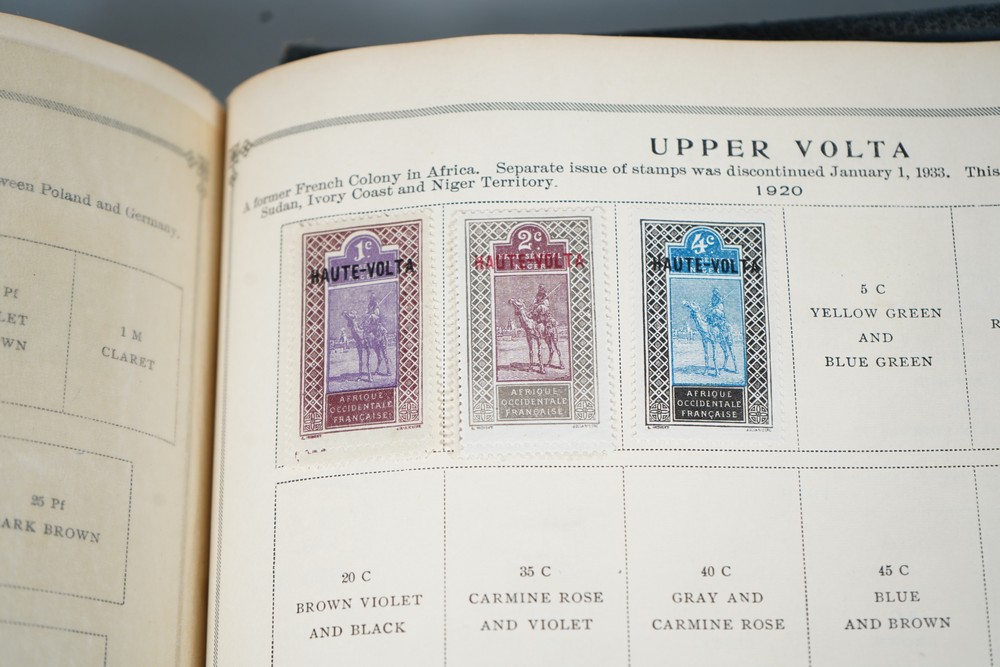 ween Poland and Germany.
Pf
LET
WN
1 M
CLARET
25 Pf
ARK BROWN
UPPER VOLTA
A former French Colony in Africa. Separate issue of stamps was discontinued January 1, 1933. This
Sudan, Ivory Coast and Niger Territory.
1920
1c
HAUTE-VOLTA
AFRIQUE
OCCIDENTALE
FRANÇAISE
2c
HAUTE-VOLTA
AFRIQUE
OCCIDENTALE
FRANÇAISE
4c
HAUTE-VOLTA
AFRIQUE
OCCIDENTALE
FRANÇAISE
5 C
YELLOW GREEN
AND
BLUE GREEN
R
20 C
BROWN VIOLET
AND BLACK
35 C
CARMINE ROSE
AND VIOLET
40 C
GRAY AND
CARMINE ROSE
45 C
BLUE
AND BROWN